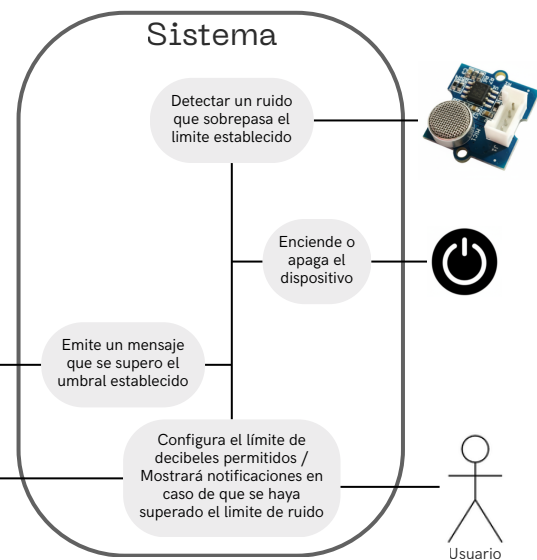 Sistema
Detectar un ruido
que sobrepasa el
limite establecido
Enciende o
apaga el
dispositivo
Emite un mensaje
que se supero el
umbral establecido
Configura el límite de
decibeles permitidos /
Mostrará notificaciones en
caso de que se haya
superado el limite de ruido
Usuario